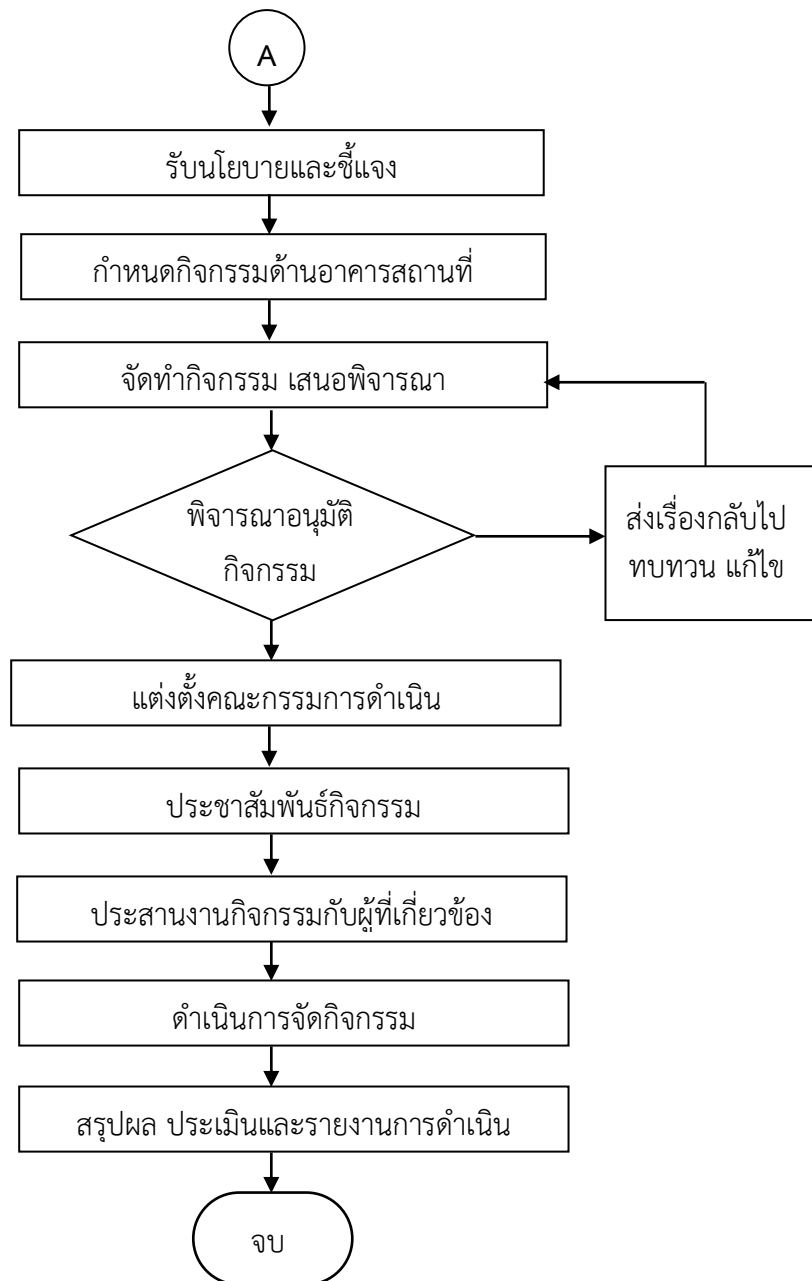 A
รับนโยบายและชี้แจง
กำหนดกิจกรรมด้านอาคารสถานที่
จัดทำกิจกรรม เสนอพิจารณา
พิจารณาอนุมัติ
กิจกรรม
ส่งเรื่องกลับไป
ทบทวน แก้ไข
แต่งตั้งคณะกรรมการดำเนิน
ประชาสัมพันธ์กิจกรรม
ประสานงานกิจกรรมกับผู้ที่เกี่ยวข้อง
ดำเนินการจัดกิจกรรม
สรุปผล ประเมินและรายงานการดำเนิน
จบ